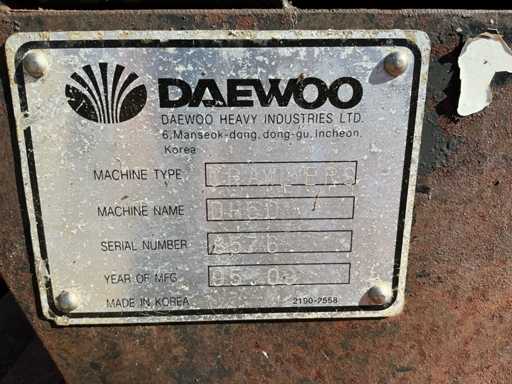 DAEWOO
DAEWOO HEAVY INDUSTRIES LTD.
6, Manseok-dong, dong-gu, Incheon,
Korea
MACHINE TYPE
MACHINE NAME
SERIAL NUMBER
YEAR OF MFG
MADE IN KOREA 2190-2558